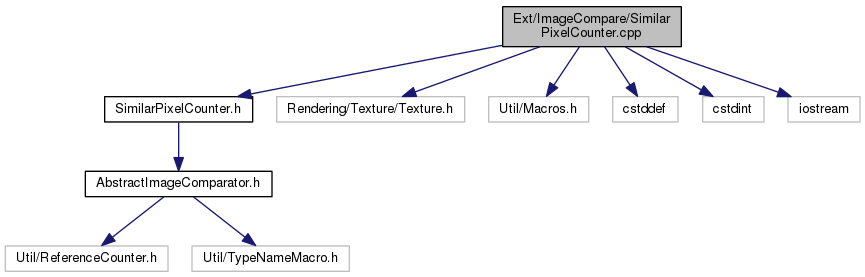 Ext/ImageCompare/Similar
PixelCounter.cpp
SimilarPixelCounter.h
Rendering/Texture/Texture.h
Util/Macros.h
cstddef
cstdint
iostream
AbstractImageComparator.h
Util/ReferenceCounter.h
Util/TypeNameMacro.h